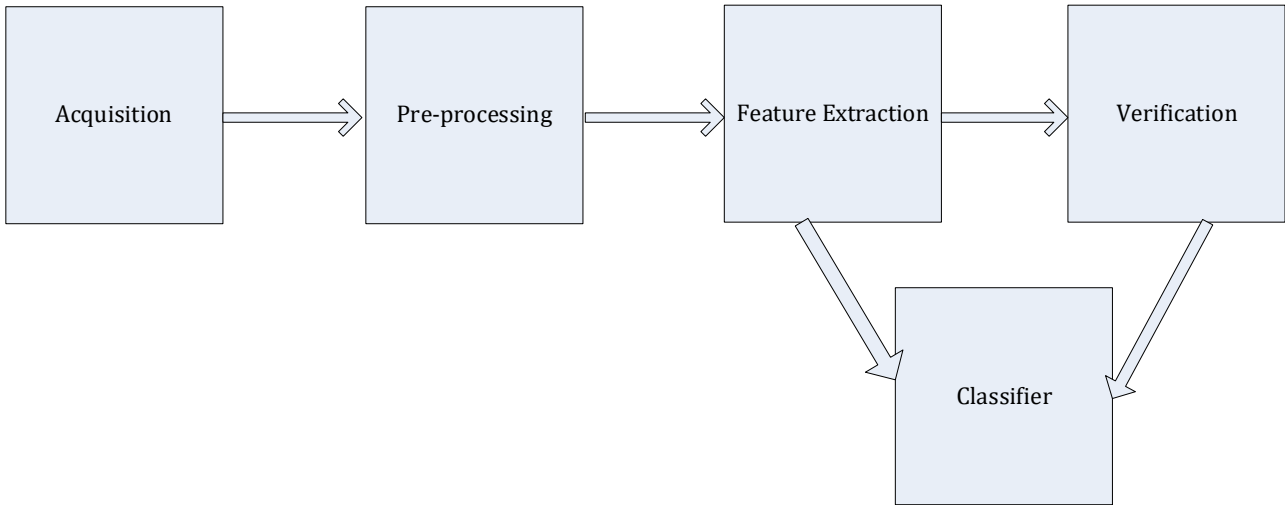 Acquisition
Pre-processing
Feature Extraction
Verification
Classifier